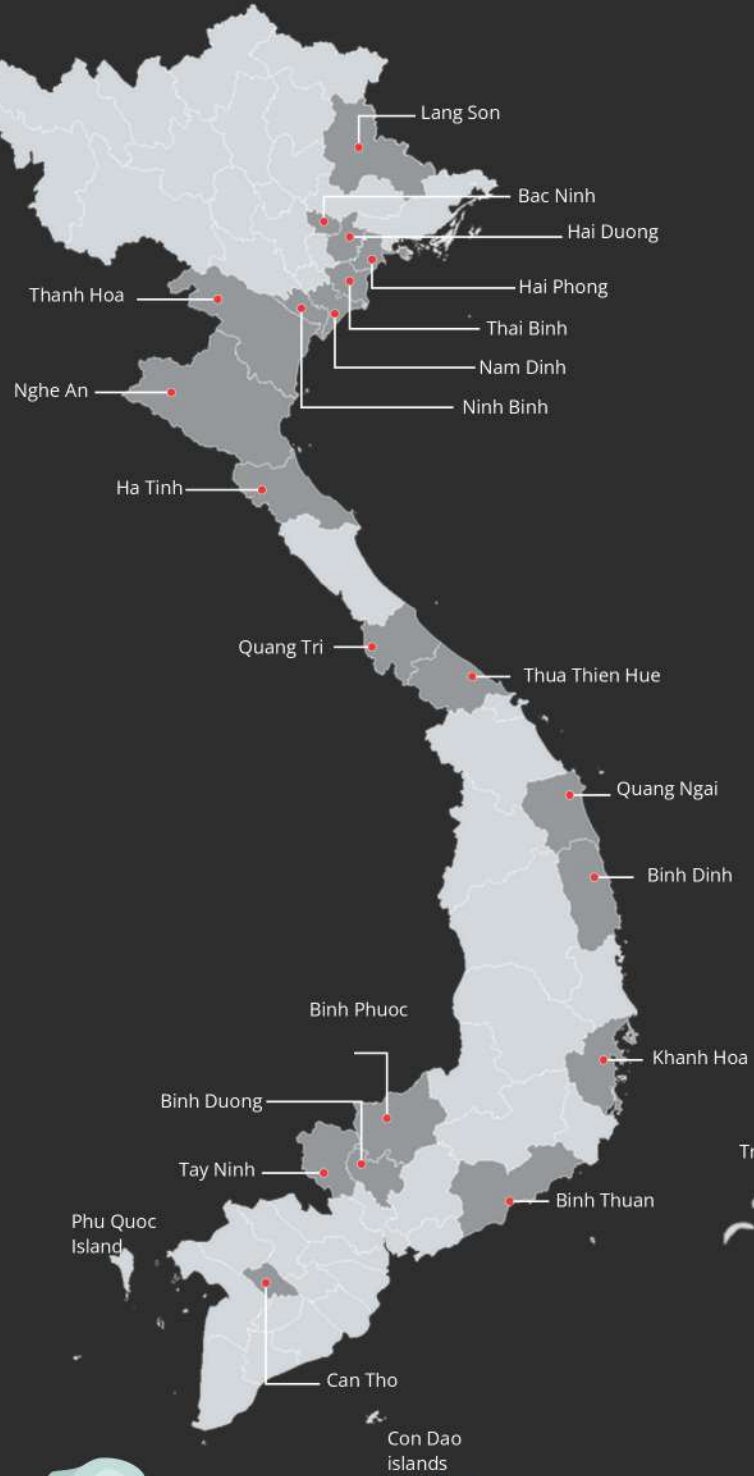 Lang Son
Bac Ninh
Hai Duong
Hai Phong
Thanh Hoa
Thai Binh
Nam Dinh
Nghe An
Ninh Binh
Ha Tinh
Quang Tri
Thua Thien Hue
Quang Ngai
Binh Dinh
Binh Phuoc
Khanh Hoa
Binh Duong
Tr
Tay Ninh
Binh Thuan
Phu Quoc
Island
Can Tho
Con Dao
islands